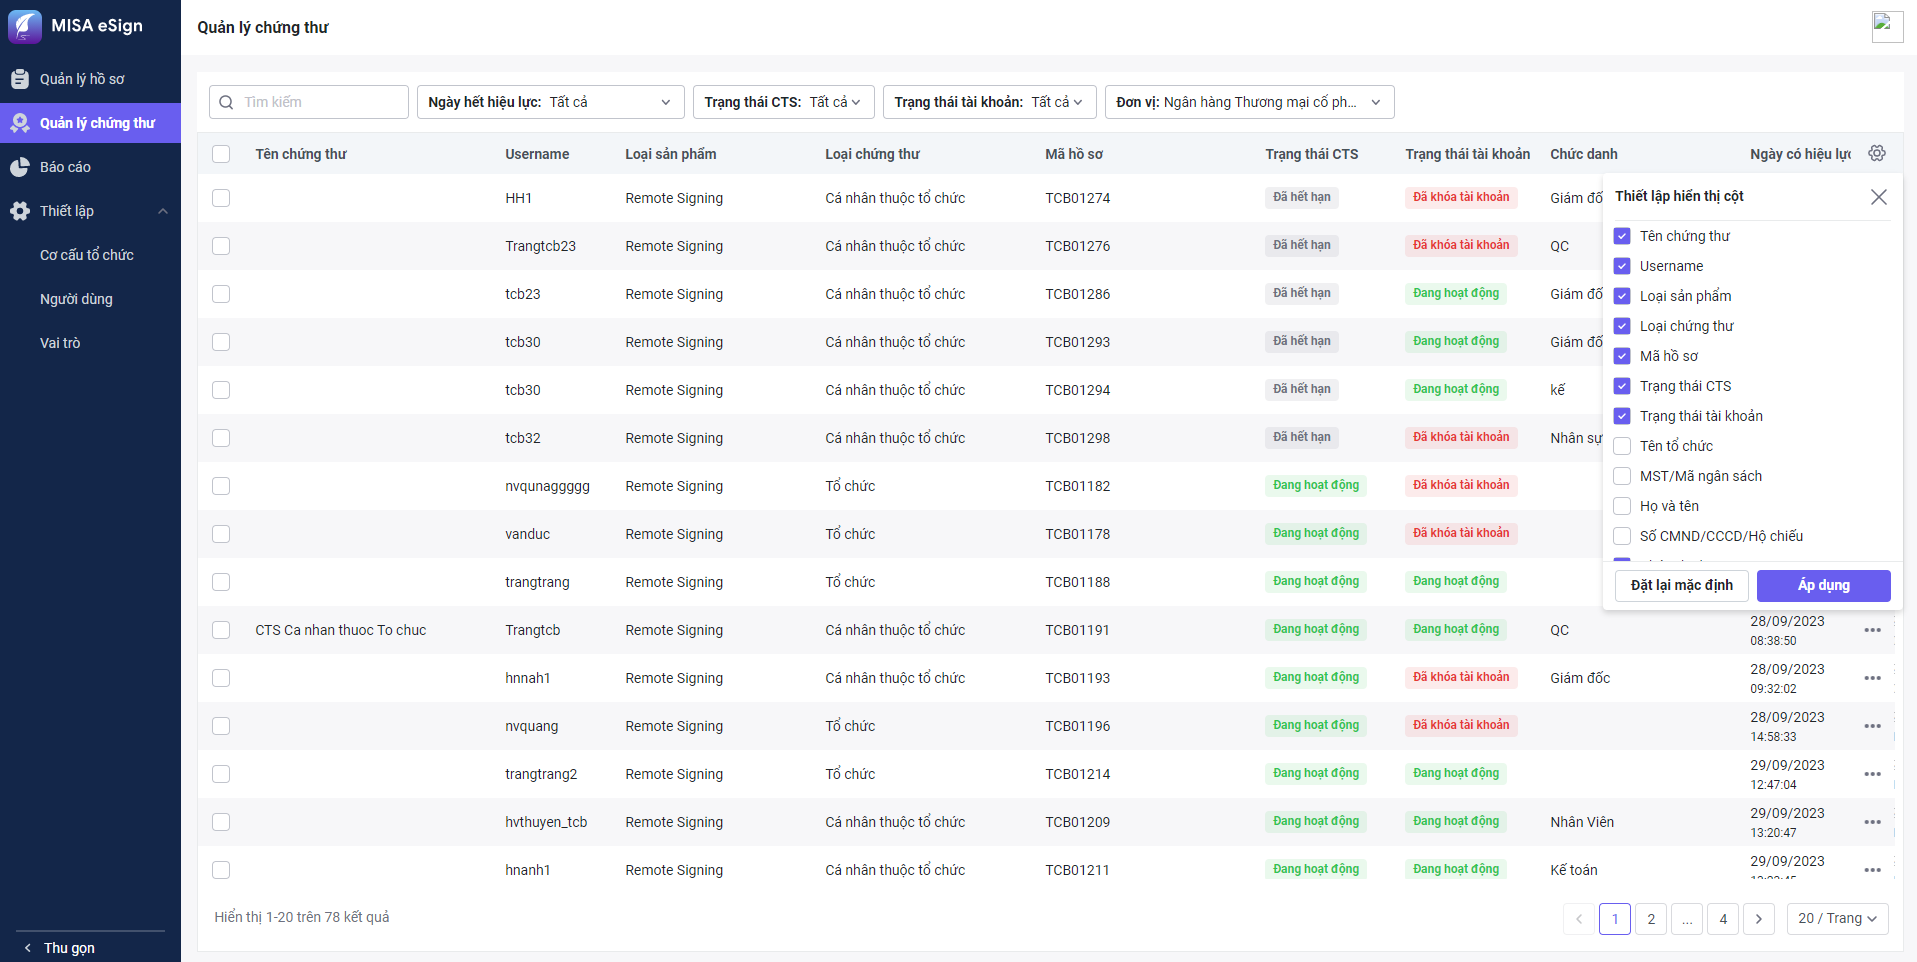 MISA eSign
Quản lý chứng thư
Quản lý hồ sơ
Quản lý chứng thư
Báo cáo
Thiết lập
Cơ cấu tổ chức
Người dùng
Vai trò
Thu gọn
Tìm kiếm
Ngày hết hiệu lực: Tất cả
Trạng thái CTS: Tất cả
Trạng thái tài khoản: Tất cả
Đơn vị: Ngân hàng Thương mại cổ ph...
Tên chứng thư Username Loại sản phẩm Loại chứng thư Mã hồ sơ Trạng thái CTS Trạng thái tài khoản Chức danh Ngày có hiệu lực
HH1 Remote Signing Cá nhân thuộc tổ chức TCB01274 Đã hết hạn Đã khóa tài khoản Giám đố
Trangtcb23 Remote Signing Cá nhân thuộc tổ chức TCB01276 Đã hết hạn Đã khóa tài khoản QC
tcb23 Remote Signing Cá nhân thuộc tổ chức TCB01286 Đã hết hạn Đang hoạt động Giám đố
tcb30 Remote Signing Cá nhân thuộc tổ chức TCB01293 Đã hết hạn Đang hoạt động Giám đố
tcb30 Remote Signing Cá nhân thuộc tổ chức TCB01294 Đã hết hạn Đang hoạt động kế
tcb32 Remote Signing Cá nhân thuộc tổ chức TCB01298 Đã hết hạn Đã khóa tài khoản Nhân sự
nvqunaggggg Remote Signing Tổ chức TCB01182 Đang hoạt động Đã khóa tài khoản
vanduc Remote Signing Tổ chức TCB01178 Đang hoạt động Đã khóa tài khoản
trangtrang Remote Signing Tổ chức TCB01188 Đang hoạt động Đang hoạt động
CTS Ca nhan thuoc To chuc Trangtcb Remote Signing Cá nhân thuộc tổ chức TCB01191 Đang hoạt động Đang hoạt động QC 28/09/2023
08:38:50
hnnah1 Remote Signing Cá nhân thuộc tổ chức TCB01193 Đang hoạt động Đã khóa tài khoản Giám đốc 28/09/2023
09:32:02
nvquang Remote Signing Tổ chức TCB01196 Đang hoạt động Đã khóa tài khoản 28/09/2023
14:58:33
trangtrang2 Remote Signing Tổ chức TCB01214 Đang hoạt động Đang hoạt động 29/09/2023
12:47:04
hvthuyen_tcb Remote Signing Cá nhân thuộc tổ chức TCB01209 Đang hoạt động Đang hoạt động Nhân Viên 29/09/2023
13:20:47
hnanh1 Remote Signing Cá nhân thuộc tổ chức TCB01211 Đang hoạt động Đang hoạt động Kế toán 29/09/2023
Thiết lập hiển thị cột
Tên chứng thư
Username
Loại sản phẩm
Loại chứng thư
Mã hồ sơ
Trạng thái CTS
Trạng thái tài khoản
Tên tổ chức
MST/Mã ngân sách
Họ và tên
Số CMND/CCCD/Hộ chiếu
Đặt lại mặc định
Áp dụng
Hiển thị 1-20 trên 78 kết quả
1 2 ... 4
20 / Trang